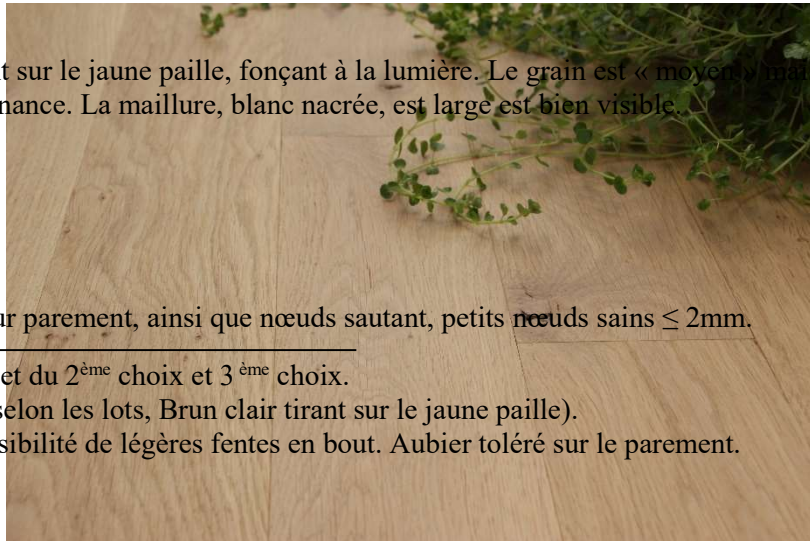 t sur le jaune paille, fonçant à la lumière. Le grain est « moyen » mai
nance. La maillure, blanc nacrée, est large est bien visible.
ur parement, ainsi que nœuds sautant, petits nœuds sains ≤ 2mm.
et du 2ème choix et 3 ème choix.
selon les lots, Brun clair tirant sur le jaune paille).
sibilité de légères fentes en bout. Aubier toléré sur le parement.